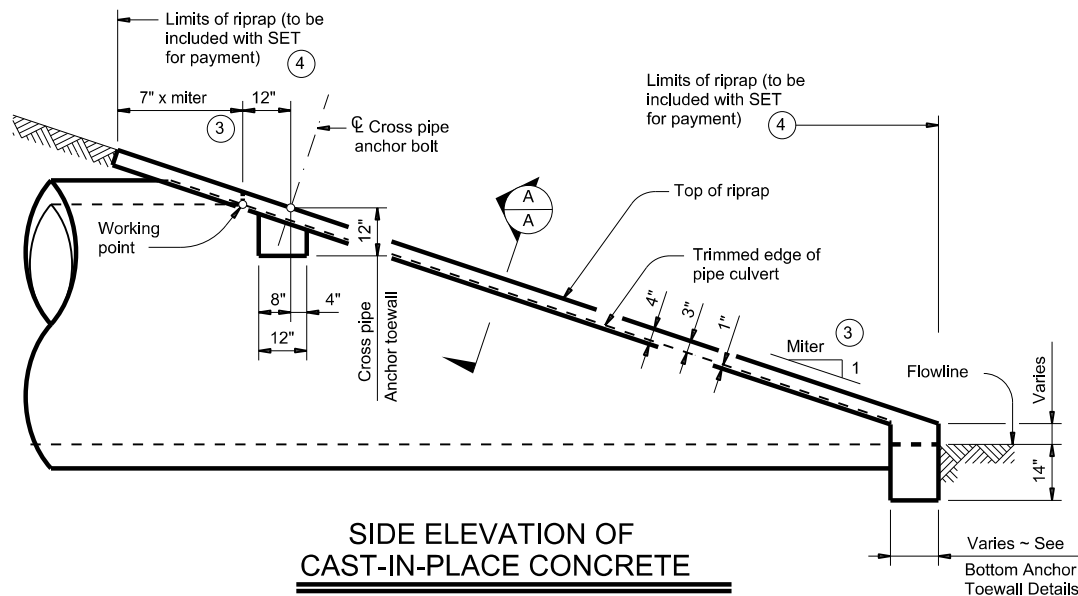 Limits of riprap (to be
included with SET
for payment)
4
7" x miter
12"
3
℄ Cross pipe
anchor bolt
Limits of riprap (to be
included with SET
for payment)
4
A
A
Top of riprap
Working
point
12"
Trimmed edge of
pipe culvert
8"
4"
12"
Cross pipe
Anchor toewall
4"
3"
1"
Miter
3
1
Flowline
Varies
14"
SIDE ELEVATION OF
CAST-IN-PLACE CONCRETE
Varies ~ See
Bottom Anchor
Toewall Details